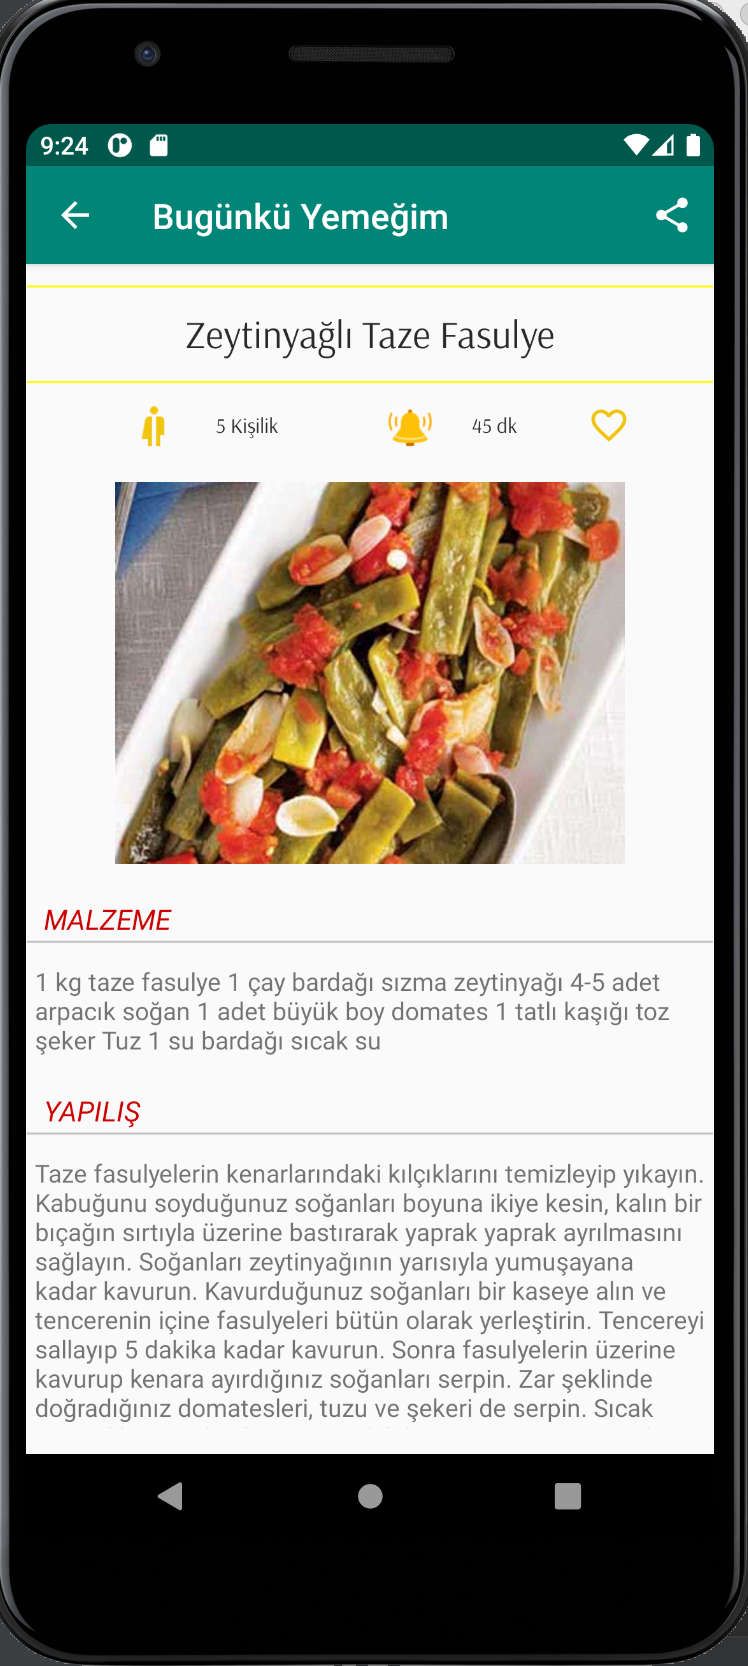 9:24
Bugünkü Yemeğim
Zeytinyağlı Taze Fasulye
5 Kişilik
45 dk
MALZEME
1 kg taze fasulye 1 çay bardağı sızma zeytinyağı 4-5 adet
arpacık soğan 1 adet büyük boy domates 1 tatlı kaşığı toz
şeker Tuz 1 su bardağı sıcak su
YAPILIŞ
Taze fasulyelerin kenarlarındaki kılçıklarını temizleyip yıkayın.
Kabuğunu soyduğunuz soğanları boyuna ikiye kesin, kalın bir
bıçağın sırtıyla üzerine bastırarak yaprak yaprak ayrılmasını
sağlayın. Soğanları zeytinyağının yarısıyla yumuşayana
kadar kavurun. Kavurduğunuz soğanları bir kaseye alın ve
tencerenin içine fasulyeleri bütün olarak yerleştirin. Tencereyi
sallayıp 5 dakika kadar kavurun. Sonra fasulyelerin üzerine
kavurup kenara ayırdığınız soğanları serpin. Zar şeklinde
doğradığınız domatesleri, tuzu ve şekeri de serpin. Sıcak